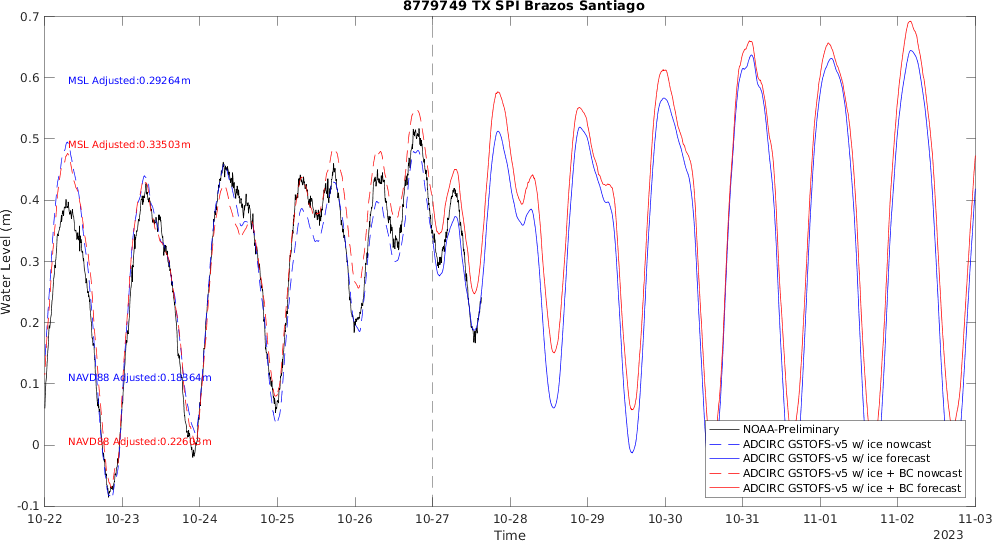 8779749 TX SPI Brazos Santiago
Water Level (m)
0.7
0.6
0.5
0.4
0.3
0.2
0.1
0
-0.1
MSL Adjusted:0.29264m
MSL Adjusted:0.33503m
NAVD88 Adjusted:0.18364m
NAVD88 Adjusted:0.22603m
NOAA-Preliminary
ADCIRC GSTOFS-v5 w/ ice nowcast
ADCIRC GSTOFS-v5 w/ ice forecast
ADCIRC GSTOFS-v5 w/ ice + BC nowcast
ADCIRC GSTOFS-v5 w/ ice + BC forecast
10-22 10-23 10-24 10-25 10-26 10-27 10-28 10-29 10-30 10-31 11-01 11-02 11-03
Time
2023